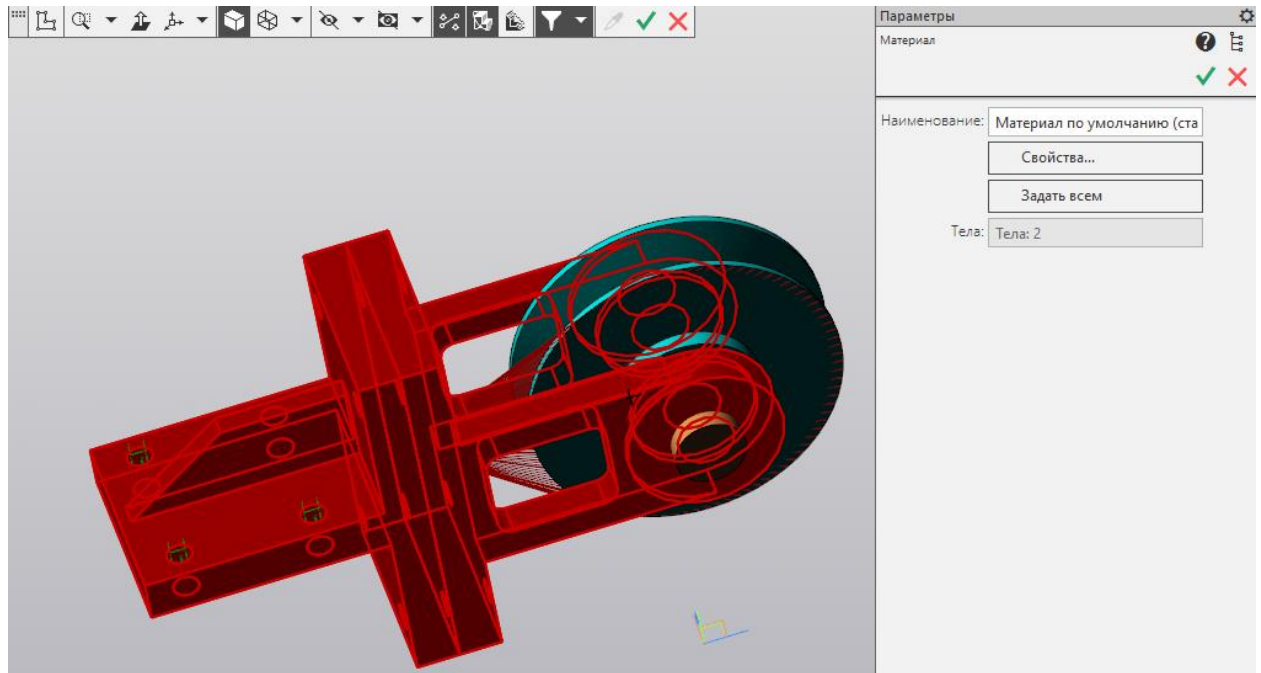 Параметры
Материал
Наименование: Материал по умолчанию (ста
Свойства...
Задать всем
Тела: Тела: 2